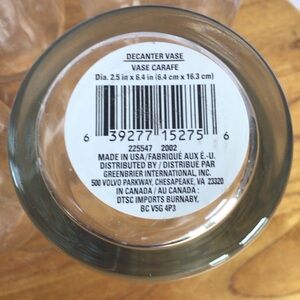 DECANTER VASE
VASE CARAFE
Dia. 2.5 in x 6.4 in (6.4 cm x 16.3 cm)
6 39277 15275 6
225547 2002
MADE IN USA/FABRIQUÉ AUX É.-U.
DISTRIBUTED BY / DISTRIBUE PAR
GREENBRIER INTERNATIONAL, INC.
500 VOLVO PARKWAY, CHESAPEAKE, VA 23320
IN CANADA / AU CANADA :
DTSC IMPORTS BURNABY,
BC V5G 4P3